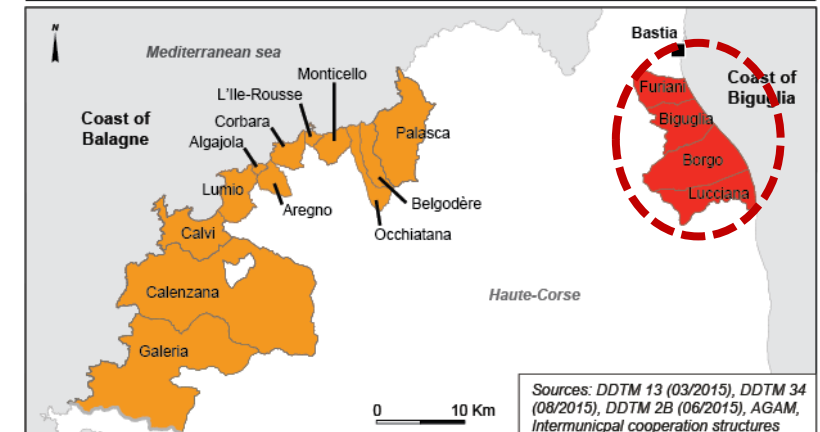 N
Mediterranean sea
Bastia
Monticello
Coast of
Biguglia
Furiani
L'Ile-Rousse
Coast of
Balagne
Corbara
Biguglia
Palasca
Algajola
Borgo
Lumio
Lucciana
Belgodère
Aregno
Calvi
Occhiatana
Calenzana
Haute-Corse
Galeria
0 10 Km
Sources: DDTM 13 (03/2015), DDTM 34
(08/2015), DDTM 2B (06/2015), AGAM,
Intermunicpal cooperation structures